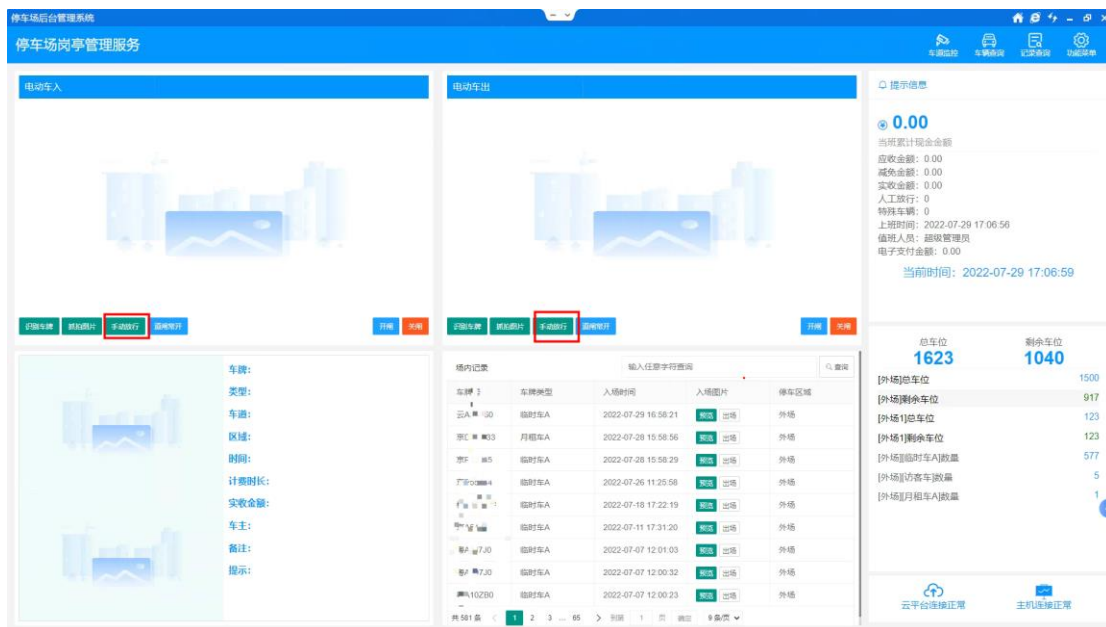 停车场后台管理系统
停车场岗亭管理服务
车道监控 车辆查询 记录查询 功能菜单
电动车入
识别车牌 抓拍图片 手动放行 道闸常开 开闸 关闸
电动车出
识别车牌 抓拍图片 手动放行 道闸常开 开闸 关闸
提示信息
0.00
当班累计现金金额
应收金额：0.00
减免金额：0.00
实收金额：0.00
人工放行：0
特殊车辆：0
上班时间：2022-07-29 17:06:56
值班人员：超级管理员
电子支付金额：0.00
当前时间：2022-07-29 17:06:59
车牌:
类型:
车道:
区域:
时间:
计费时长:
实收金额:
车主:
备注:
提示:
场内记录 输入任意字符查询 查询
车牌 车牌类型 入场时间 入场图片 停车区域
临时车A 2022-07-29 16:58:21 预览 出场 外场
月租车A 2022-07-28 15:58:56 预览 出场 外场
临时车A 2022-07-28 15:58:29 预览 出场 外场
临时车A 2022-07-26 11:25:58 预览 出场 外场
临时车A 2022-07-18 17:22:19 预览 出场 外场
临时车A 2022-07-11 17:31:20 预览 出场 外场
临时车A 2022-07-07 12:01:03 预览 出场 外场
临时车A 2022-07-07 12:00:32 预览 出场 外场
临时车A 2022-07-07 12:00:23 预览 出场 外场
共 581 条 1 2 3 ... 65 到第 1 页 确定 9 条/页
总车位 剩余车位
1623 1040
[外场]总车位 1500
[外场]剩余车位 917
[外场1]总车位 123
[外场1]剩余车位 123
[外场][临时车A]数量 577
[外场][访客车]数量 5
[外场][月租车A]数量 1
云平台连接正常 主机连接正常